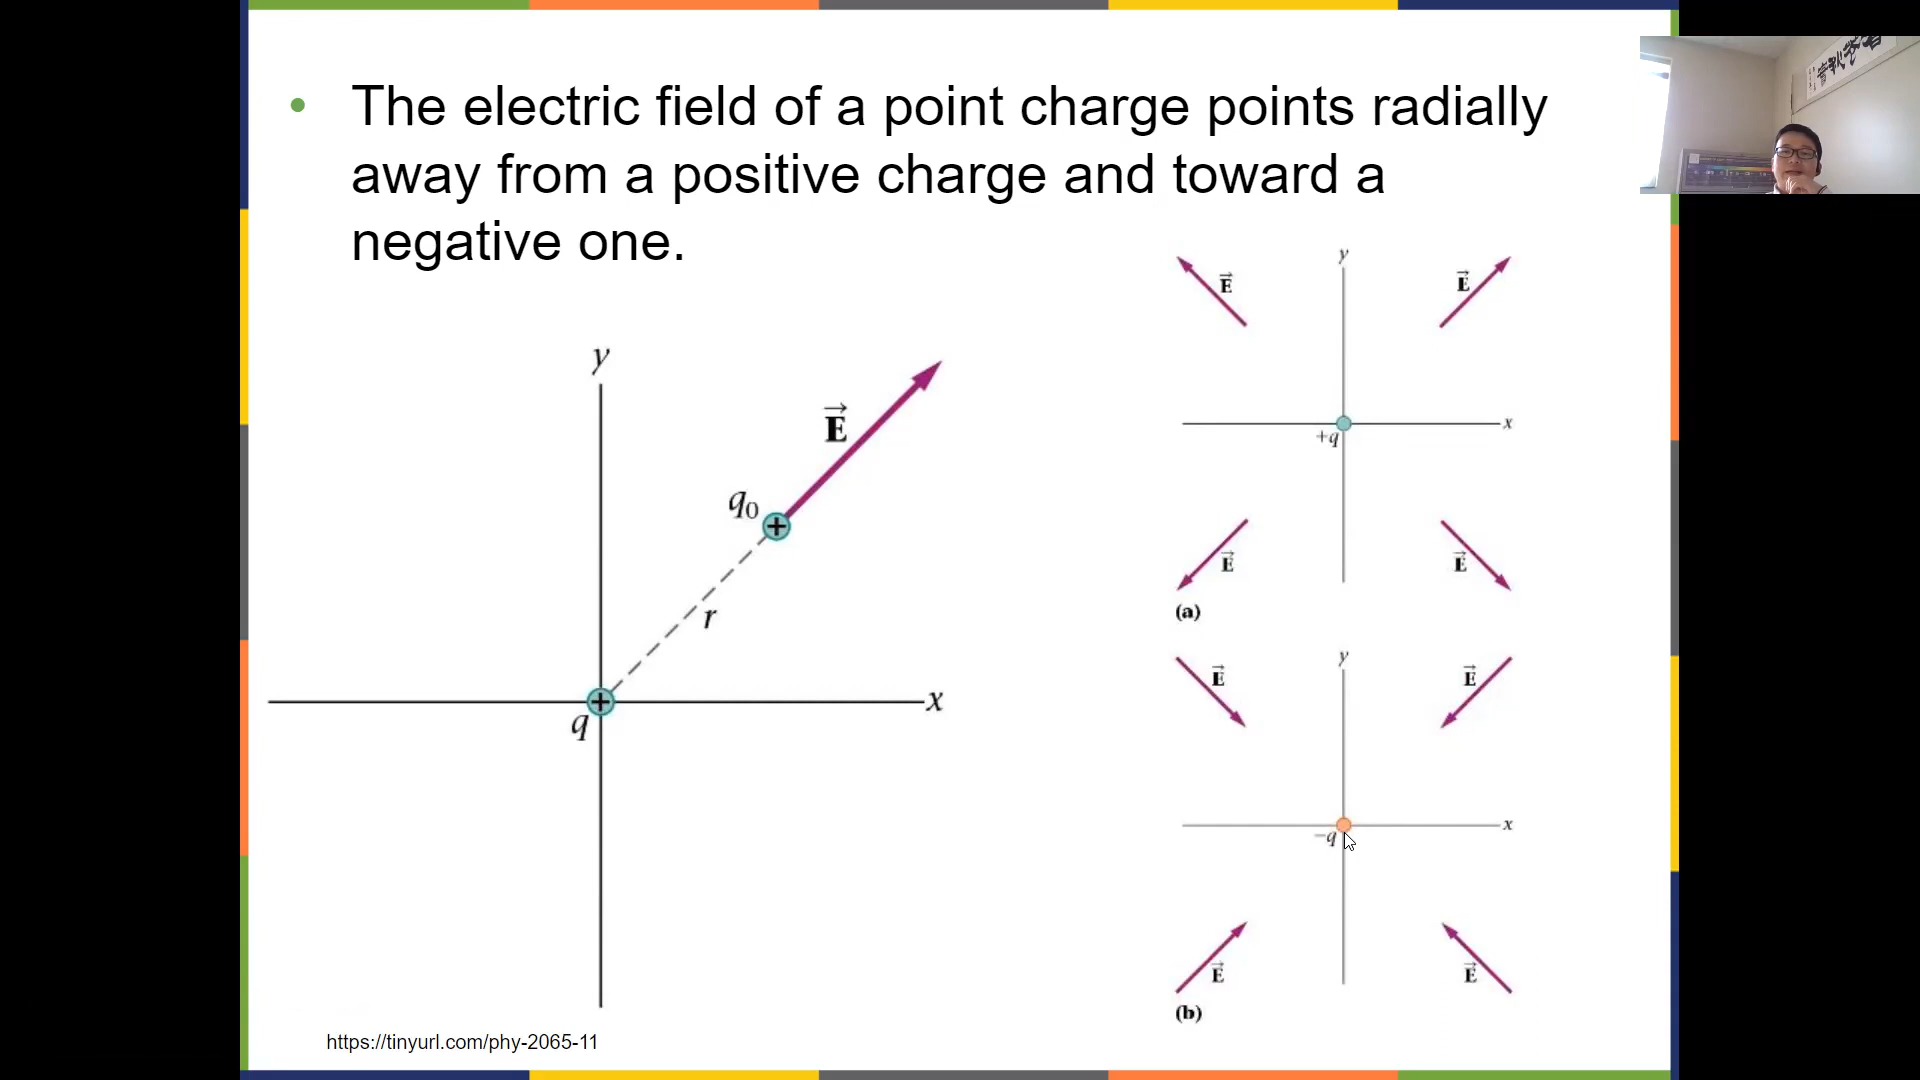 • The electric field of a point charge points radially
away from a positive charge and toward a
negative one.
y
E⃗
q₀
r
x
q
y
E⃗
E⃗
x
+q
E⃗
E⃗
(a)
y
E⃗
E⃗
x
−q
E⃗
E⃗
(b)
https://tinyurl.com/phy-2065-11